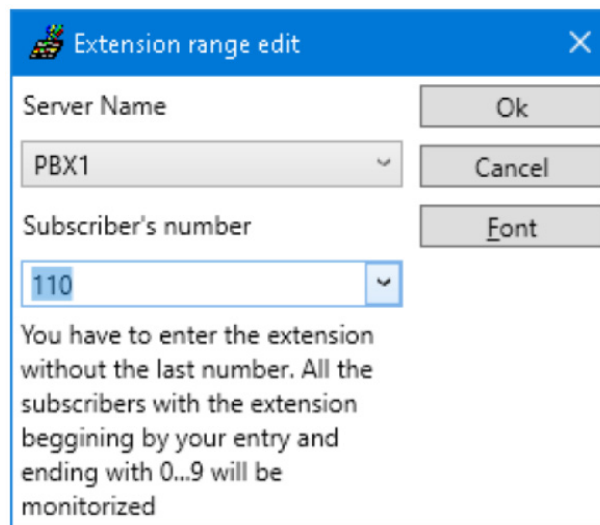 Extension range edit
Server Name
Ok
PBX1
Cancel
Subscriber's number
Font
110
You have to enter the extension
without the last number. All the
subscribers with the extension
beggining by your entry and
ending with 0...9 will be
monitorized